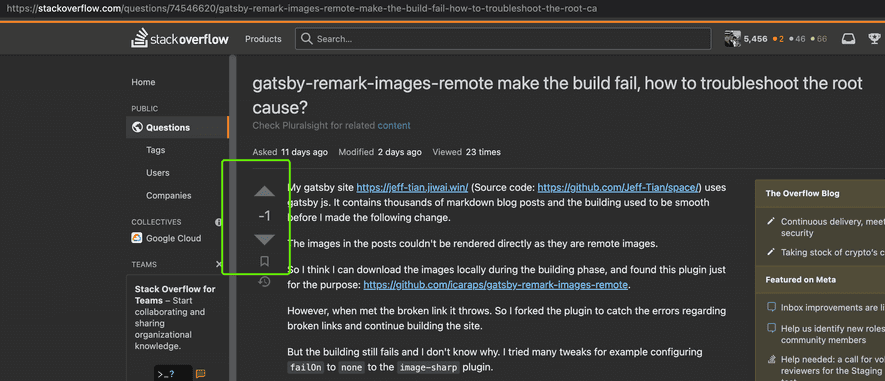 https://stackoverflow.com/questions/74546620/gatsby-remark-images-remote-make-the-build-fail-how-to-troubleshoot-the-root-ca
stackoverflow Products Search... 5,456 2 46 66
Home
PUBLIC
Questions
Tags
Users
Companies
COLLECTIVES
Google Cloud
TEAMS
Stack Overflow for
Teams – Start
collaborating and
sharing
organizational
knowledge.
>_?
gatsby-remark-images-remote make the build fail, how to troubleshoot the root
cause?
Check Pluralsight for related content
Asked 11 days ago Modified 2 days ago Viewed 23 times
-1
My gatsby site https://jeff-tian.jiwai.win/ (Source code: https://github.com/Jeff-Tian/space/) uses
gatsby js. It contains thousands of markdown blog posts and the building used to be smooth
before I made the following change.
The images in the posts couldn't be rendered directly as they are remote images.
So I think I can download the images locally during the building phase, and found this plugin just
for the purpose: https://github.com/icaraps/gatsby-remark-images-remote.
However, when met the broken link it throws. So I forked the plugin to catch the errors regarding
broken links and continue building the site.
But the building still fails and I don't know why. I tried many tweaks for example configuring
failOn to none to the image-sharp plugin.
The Overflow Blog
Continuous delivery, mee
security
Taking stock of crypto's c
Featured on Meta
Inbox improvements are li
Help us identify new roles
community members
Help needed: a call for vo
reviewers for the Staging